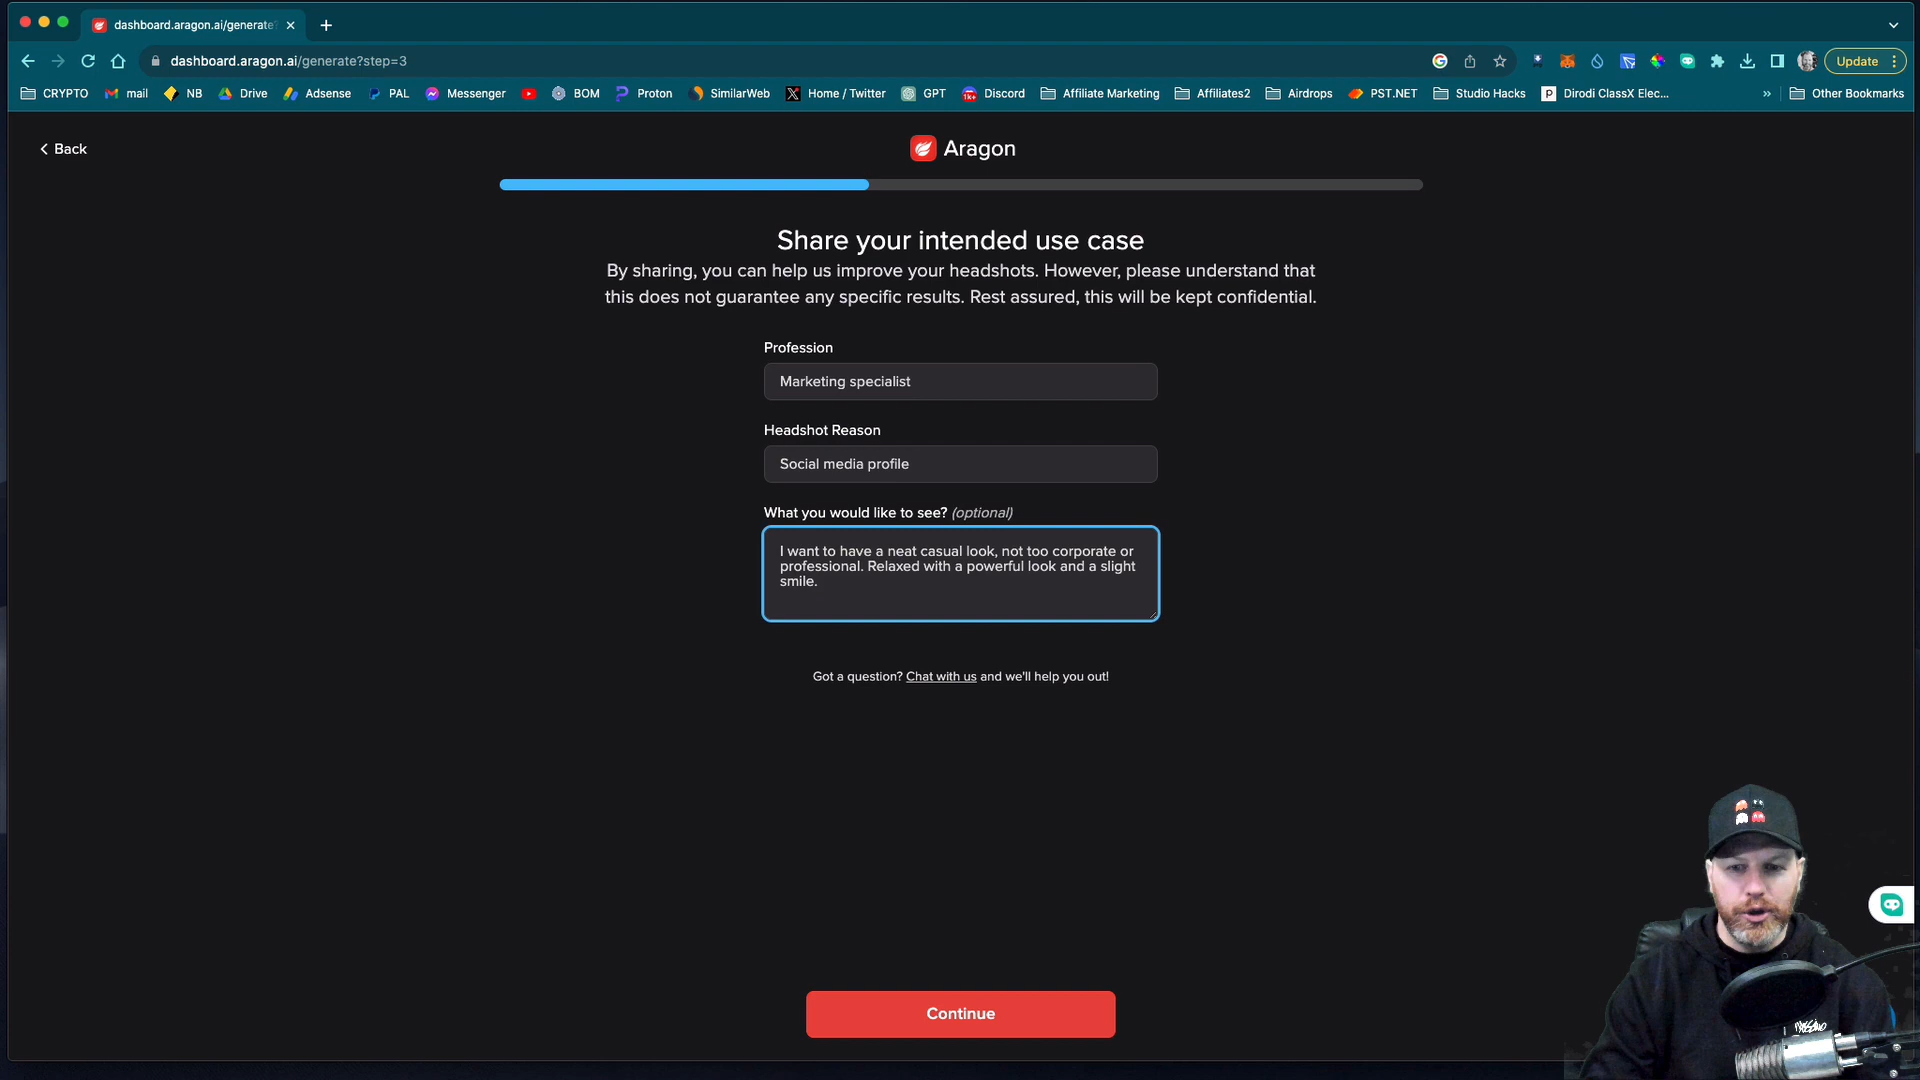 dashboard.aragon.ai/generate?
dashboard.aragon.ai/generate?step=3
Update
CRYPTO
mail
NB
Drive
Adsense
PAL
Messenger
BOM
Proton
SimilarWeb
Home / Twitter
GPT
Discord
Affiliate Marketing
Affiliates2
Airdrops
PST.NET
Studio Hacks
Dirodi ClassX Elec...
Other Bookmarks
Back
Aragon
Share your intended use case
By sharing, you can help us improve your headshots. However, please understand that
this does not guarantee any specific results. Rest assured, this will be kept confidential.
Profession
Marketing specialist
Headshot Reason
Social media profile
What you would like to see? (optional)
I want to have a neat casual look, not too corporate or
professional. Relaxed with a powerful look and a slight
smile.
Got a question? Chat with us and we'll help you out!
Continue